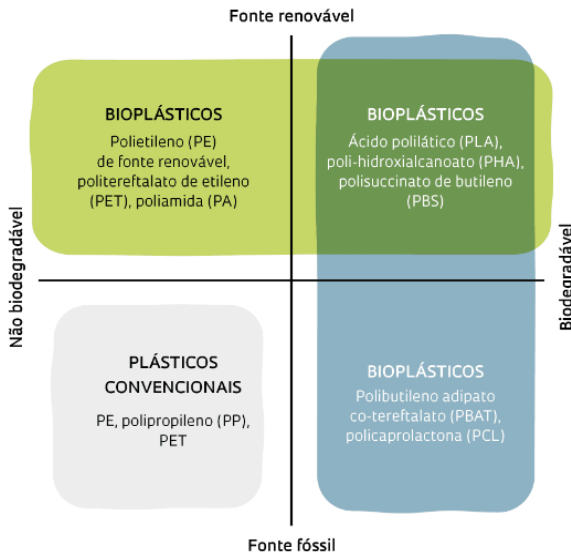 Fonte renovável
BIOPLÁSTICOS
Polietileno (PE)
de fonte renovável,
politereftalato de etileno
(PET), poliamida (PA)
BIOPLÁSTICOS
Ácido polilático (PLA),
poli-hidroxialcanoato (PHA),
polisuccinato de butileno
(PBS)
Não biodegradável
Biodegradável
PLÁSTICOS
CONVENCIONAIS
PE, polipropileno (PP),
PET
BIOPLÁSTICOS
Polibutileno adipato
co-tereftalato (PBAT),
policaprolactona (PCL)
Fonte fóssil